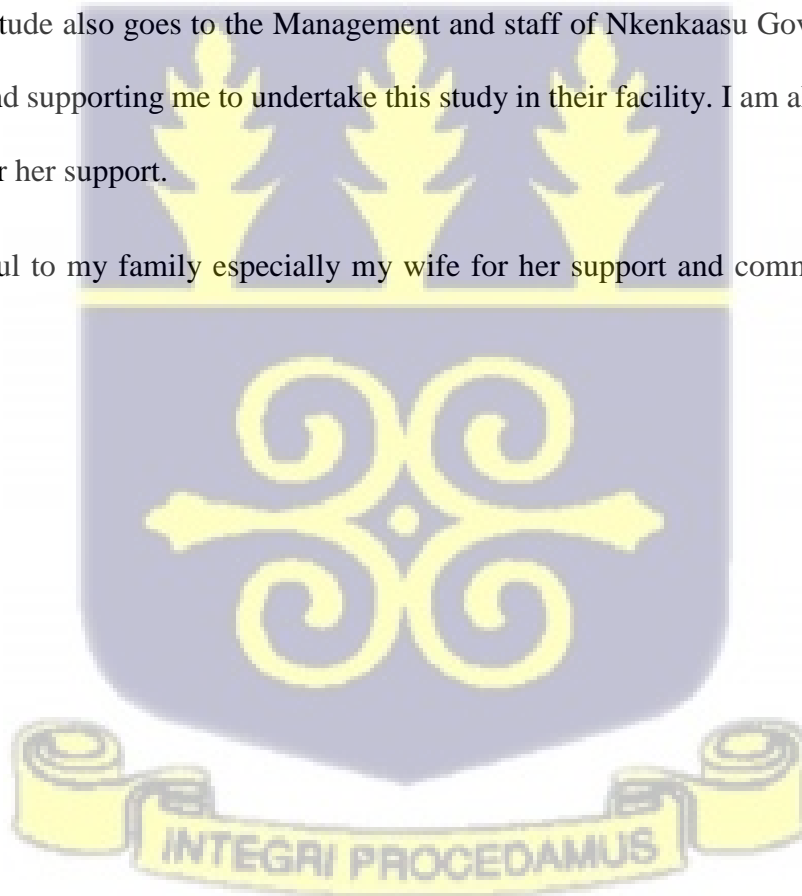 tude also goes to the Management and staff of Nkenkaasu Gov
nd supporting me to undertake this study in their facility. I am al
r her support.
ul to my family especially my wife for her support and comm
INTEGRI PROCEDAMUS